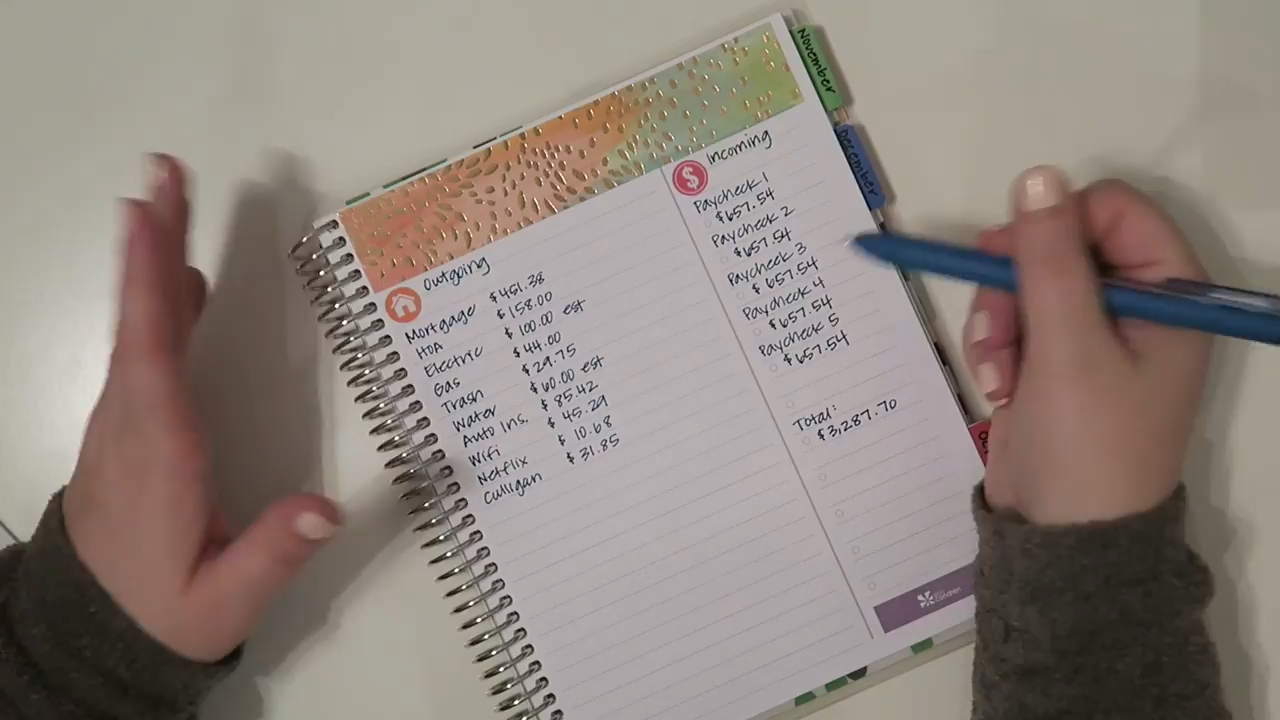 Outgoing
Mortgage $451.38
HOA $158.00
Electric $100.00 est
Gas $44.00
Trash $29.75
Water $60.00 est
Auto Ins. $85.42
Wifi $45.29
Netflix $10.68
Culligan $31.85
$
Incoming
Paycheck 1
$657.54
Paycheck 2
$657.54
Paycheck 3
$657.54
Paycheck 4
$657.54
Paycheck 5
$657.54
Total:
$3,287.70
November
December